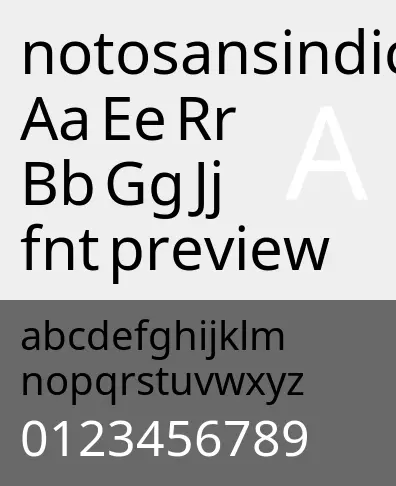 notosansindic
Aa Ee Rr
A
Bb Gg Jj
fnt preview
abcdefghijklm
nopqrstuvwxyz
0123456789